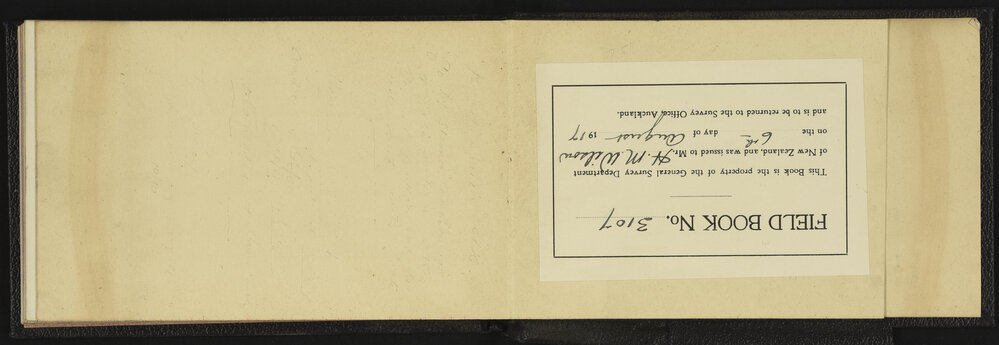 FIELD BOOK No. 3107
This Book is the property of the General Survey Department
of New Zealand, and was issued to Mr. H. M. Wilson
on the 6th day of August 1917
and is to be returned to the Survey Office, Auckland.